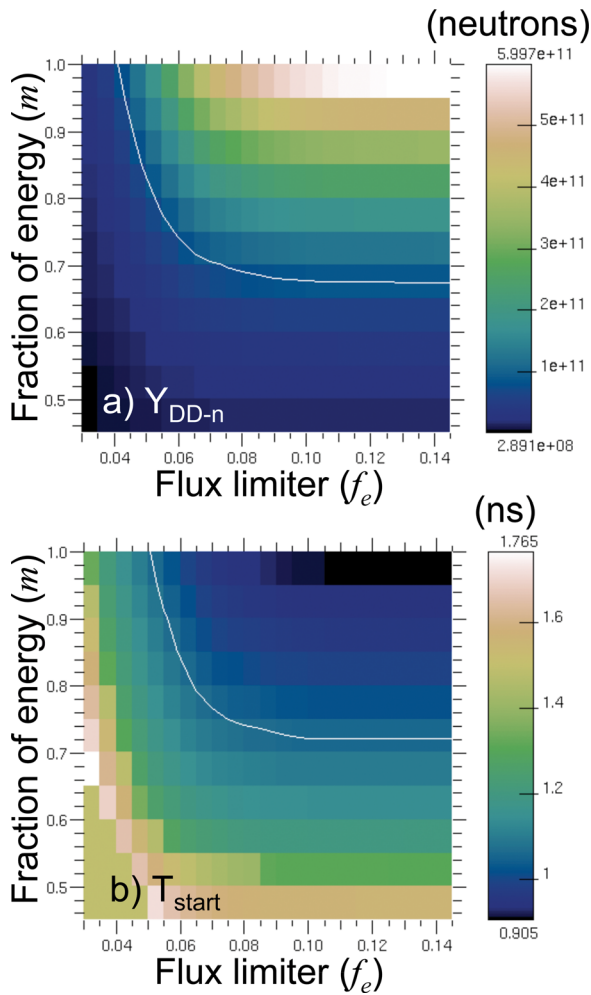 (neutrons)
5.997e+11
5e+11
4e+11
3e+11
2e+11
1e+11
2.891e+08
Fraction of energy (m)
1.0
0.9
0.8
0.7
0.6
0.5
a) Y_DD-n
0.04 0.06 0.08 0.10 0.12 0.14
Flux limiter (f_e)
(ns)
1.765
1.6
1.4
1.2
1
0.905
Fraction of energy (m)
1.0
0.9
0.8
0.7
0.6
0.5
b) T_start
0.04 0.06 0.08 0.10 0.12 0.14
Flux limiter (f_e)